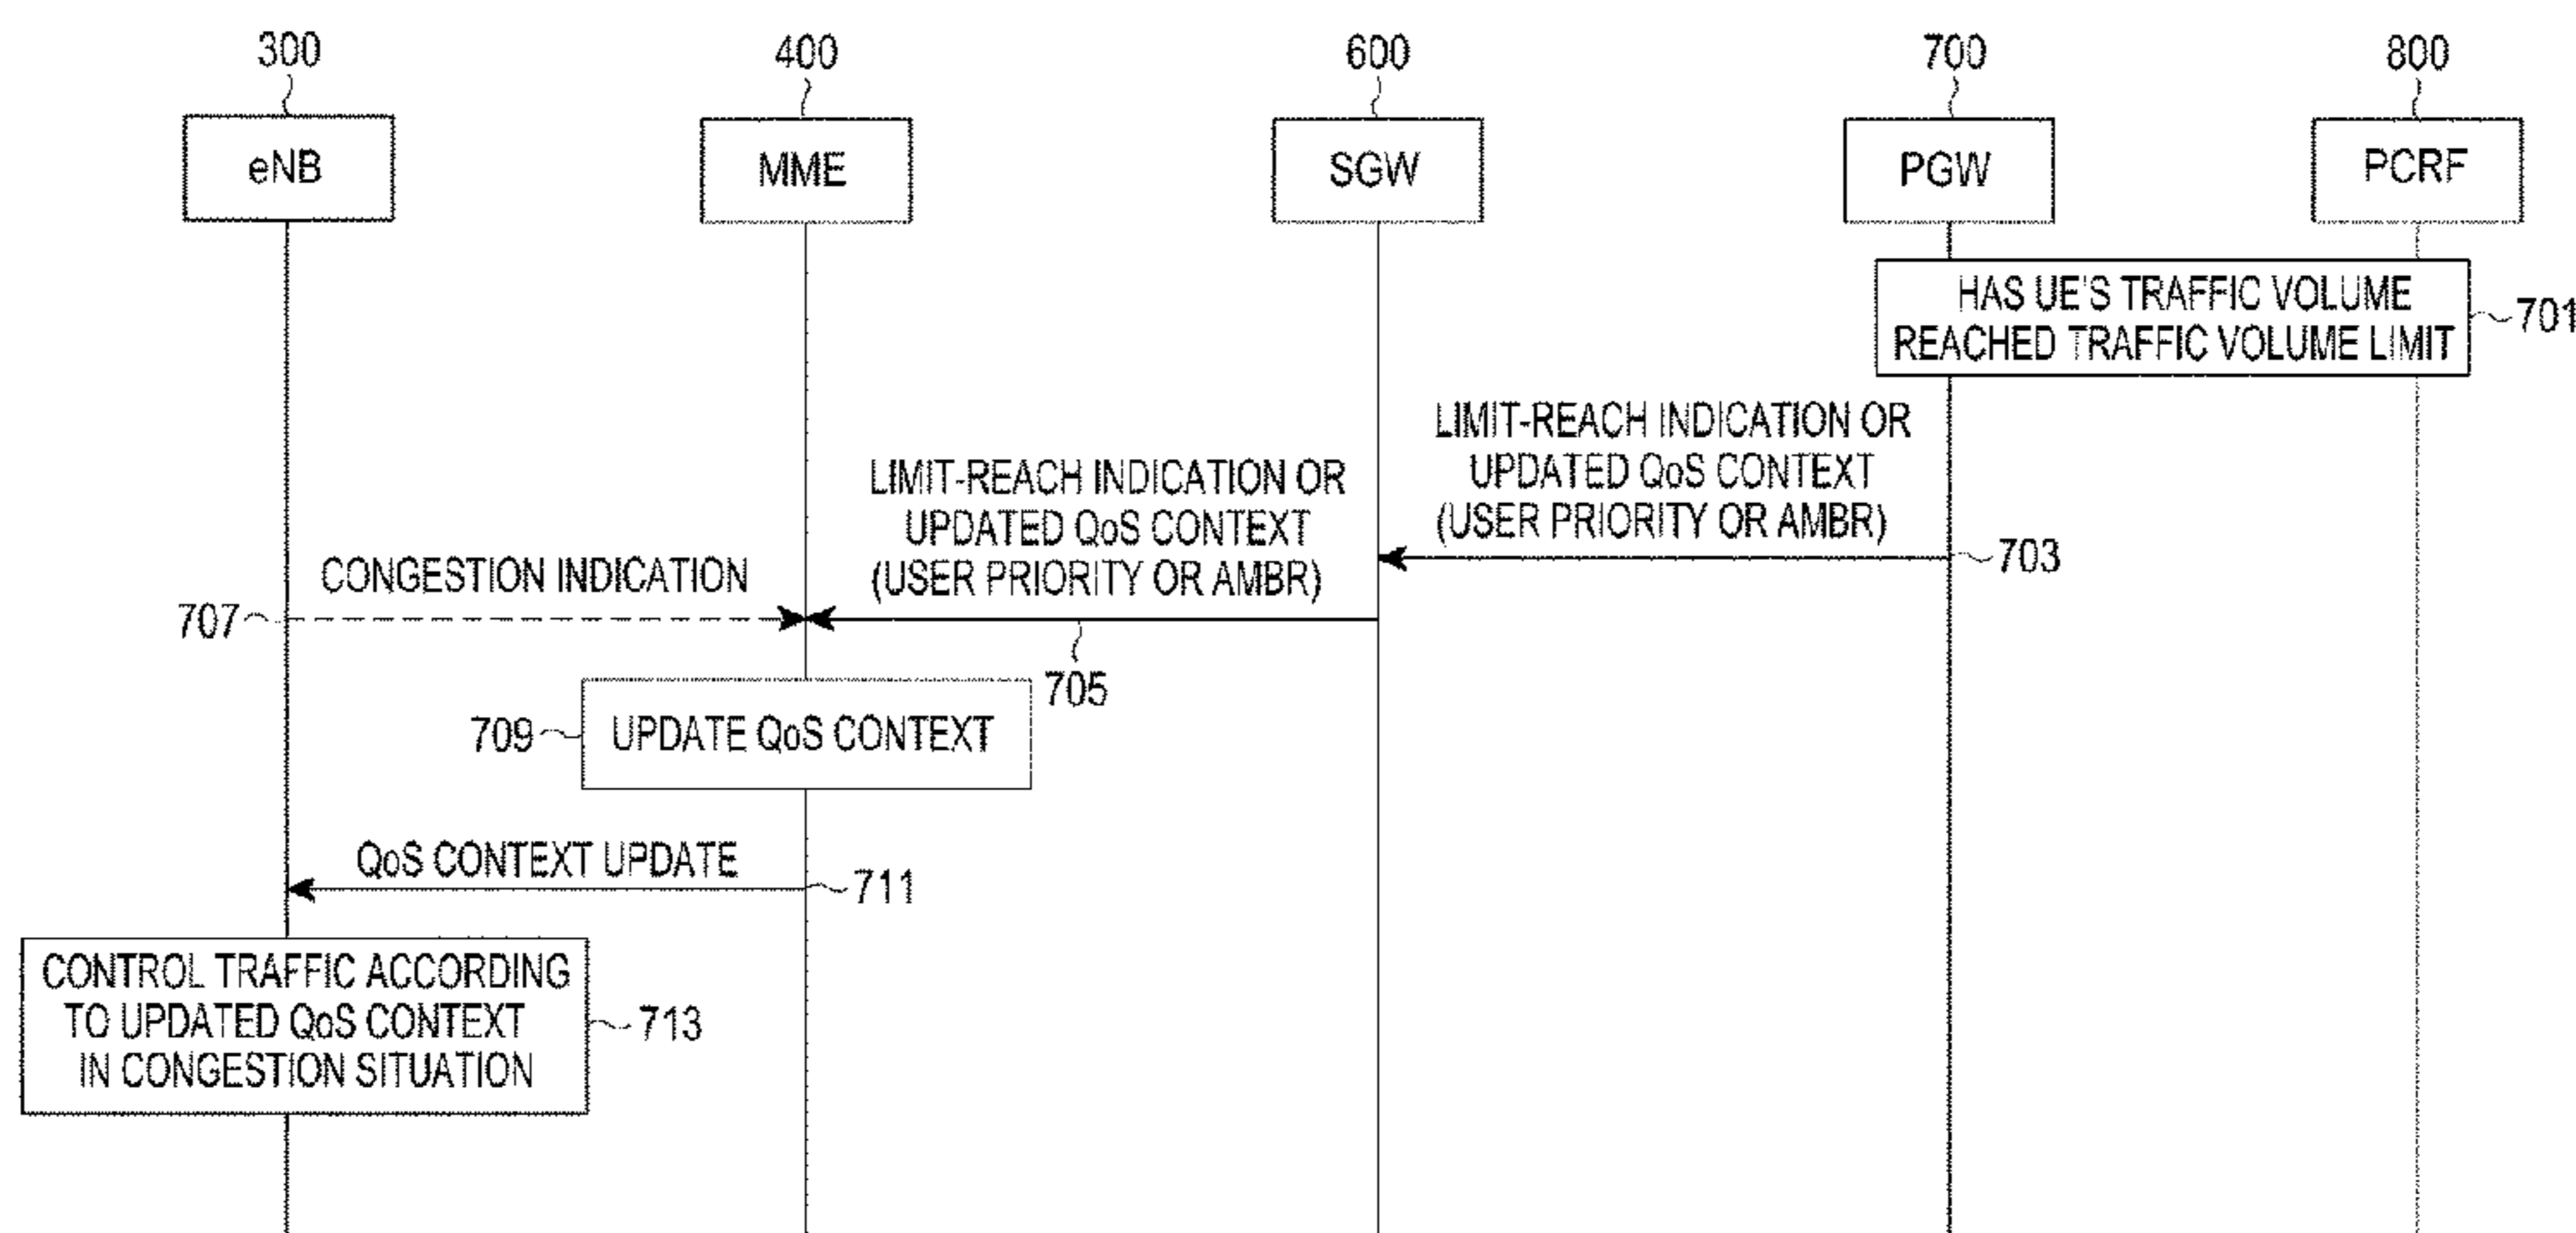 300
400
600
700
800
eNB
MME
SGW
PGW
PCRF
HAS UE'S TRAFFIC VOLUME
REACHED TRAFFIC VOLUME LIMIT
701
LIMIT-REACH INDICATION OR
UPDATED QoS CONTEXT
(USER PRIORITY OR AMBR)
703
LIMIT-REACH INDICATION OR
UPDATED QoS CONTEXT
(USER PRIORITY OR AMBR)
705
CONGESTION INDICATION
707
709
UPDATE QoS CONTEXT
QoS CONTEXT UPDATE
711
CONTROL TRAFFIC ACCORDING
TO UPDATED QoS CONTEXT
IN CONGESTION SITUATION
713